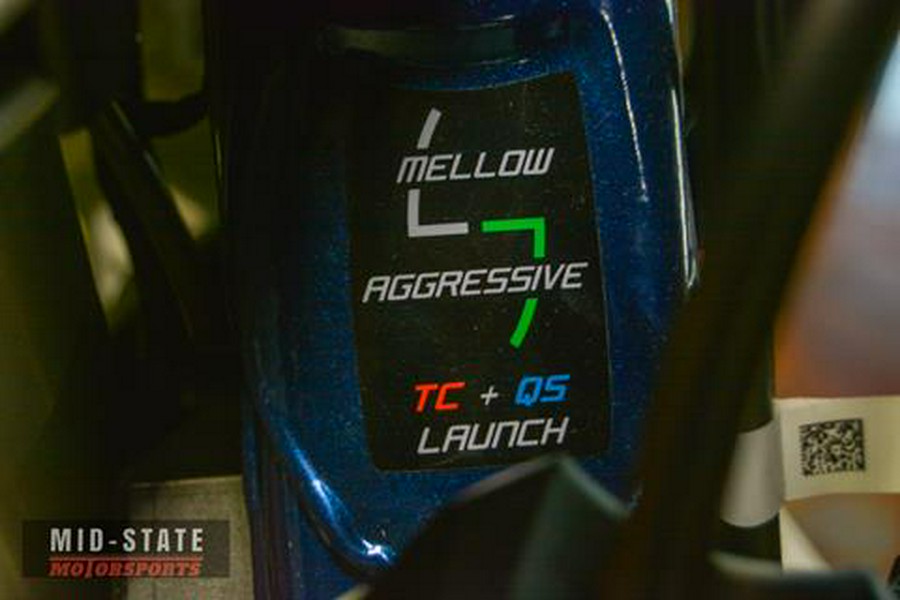 MELLOW
AGGRESSIVE
TC + QS
LAUNCH
MID-STATE
MOTORSPORTS